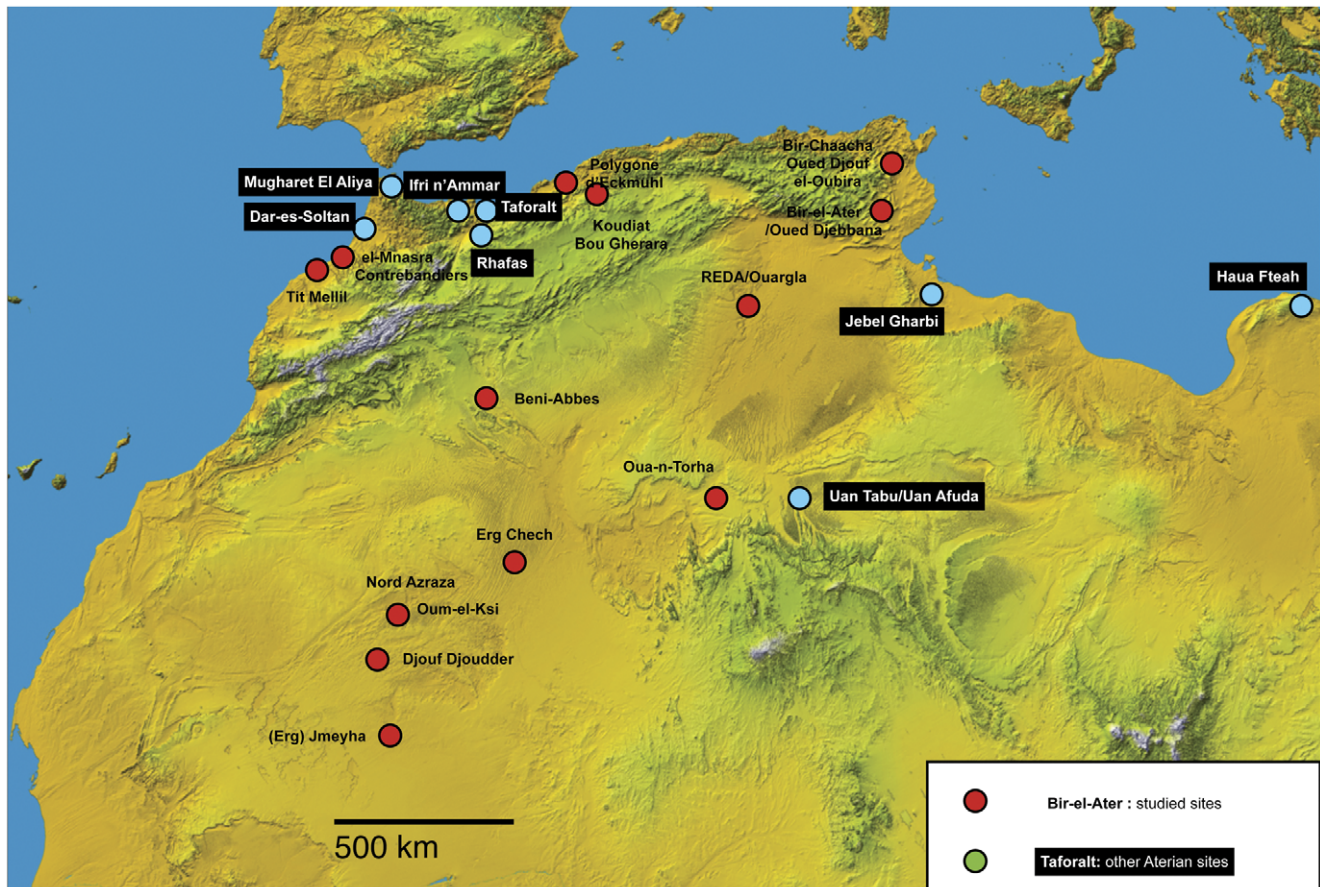 Bir-Chaacha
Oued Djouf
el-Oubira
Polygone
d'Eckmuhl
Mugharet El Aliya
Ifri n'Ammar
Taforalt
Dar-es-Soltan
Bir-el-Ater
/Oued Djebbana
Koudiat
Bou Gherara
el-Mnasra
Contrebandiers
Rhafas
Tit Mellil
REDA/Ouargla
Haua Fteah
Jebel Gharbi
Beni-Abbes
Oua-n-Torha
Uan Tabu/Uan Afuda
Erg Chech
Nord Azraza
Oum-el-Ksi
Djouf Djoudder
(Erg) Jmeyha
500 km
Bir-el-Ater : studied sites
Taforalt: other Aterian sites